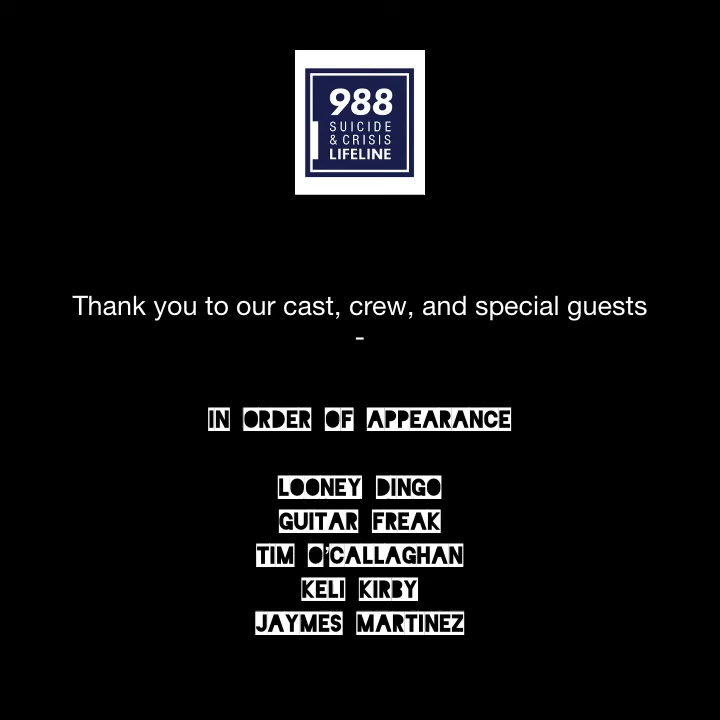 988
SUICIDE
& CRISIS
LIFELINE
Thank you to our cast, crew, and special guests
-
IN ORDER OF APPEARANCE
LOONEY DINGO
GUITAR FREAK
TIM O'CALLAGHAN
KELI KIRBY
JAYMES MARTINEZ